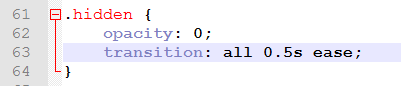 61 .hidden {
62 opacity: 0;
63 transition: all 0.5s ease;
64 }